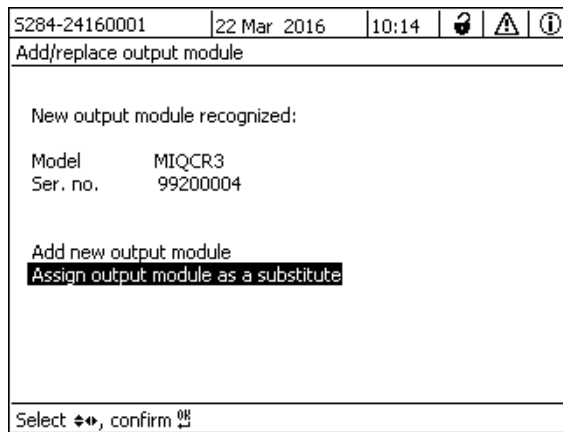 S284-24160001 22 Mar 2016 10:14
Add/replace output module
New output module recognized:
Model MIQCR3
Ser. no. 99200004
Add new output module
Assign output module as a substitute
Select , confirm OK